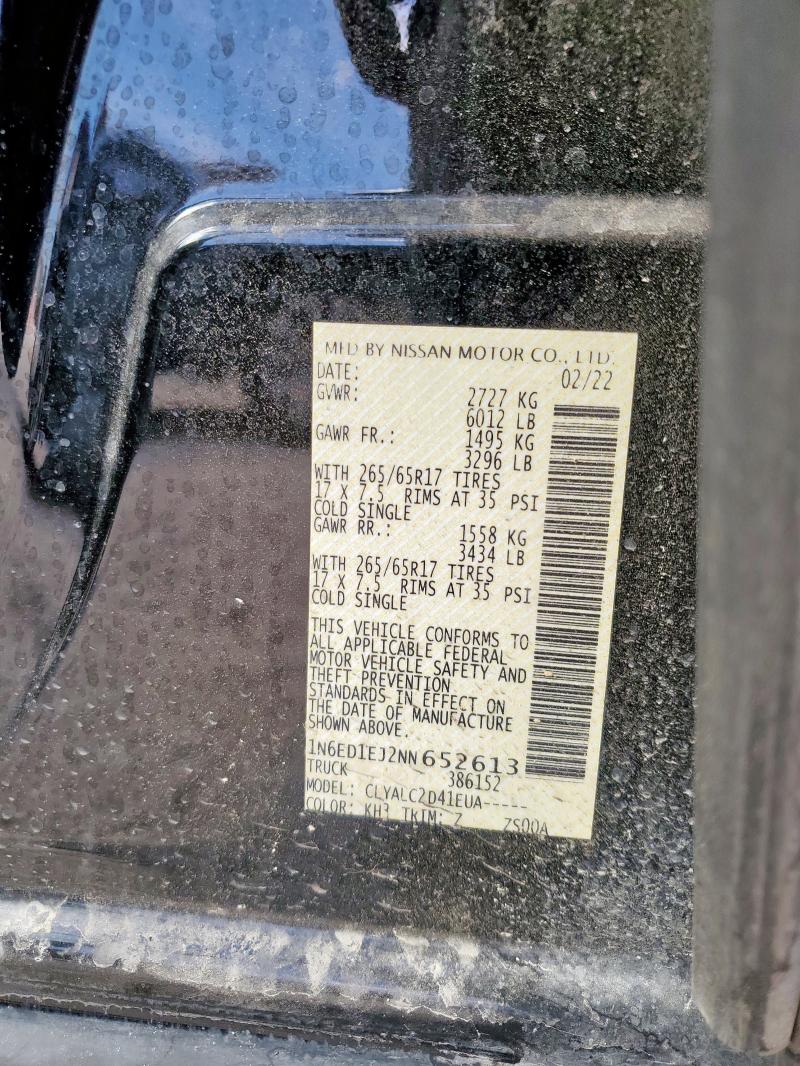 MFD BY NISSAN MOTOR CO., LTD.
DATE: 02/22
GVWR: 2727 KG
6012 LB
GAWR FR.: 1495 KG
3296 LB
WITH 265/65R17 TIRES
17 X 7.5 RIMS AT 35 PSI
COLD SINGLE
GAWR RR.: 1558 KG
3434 LB
WITH 265/65R17 TIRES
17 X 7.5 RIMS AT 35 PSI
COLD SINGLE
THIS VEHICLE CONFORMS TO
ALL APPLICABLE FEDERAL
MOTOR VEHICLE SAFETY AND
THEFT PREVENTION
STANDARDS IN EFFECT ON
THE DATE OF MANUFACTURE
SHOWN ABOVE.
1N6ED1EJ2NN652613
TRUCK 386152
MODEL: CLYALC2D41EUA-----
COLOR: KH3 TRIM: Z ZS00A